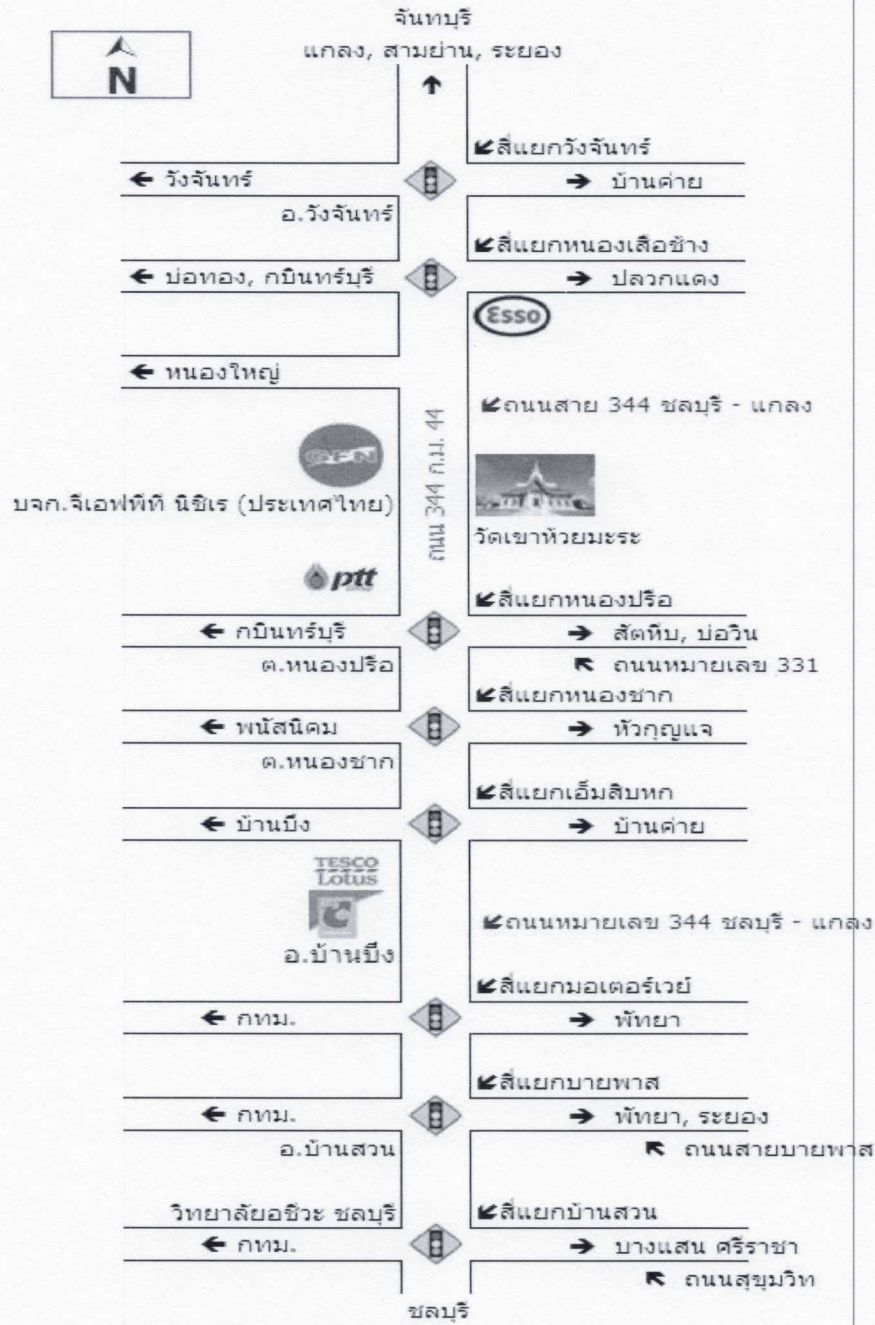 จันทบุรี
แกลง, สามย่าน, ระยอง
N
สี่แยกวังจันทร์
วังจันทร์
บ้านค่าย
อ.วังจันทร์
สี่แยกหนองเสือช้าง
บ่อทอง, กบินทร์บุรี
ปลวกแดง
Esso
หนองใหญ่
ถนนสาย 344 ชลบุรี - แกลง
ถนน 344 ก.ม. 44
GFN
บจก.จีเอฟพีที นิชิเร (ประเทศไทย)
วัดเขาห้วยมะระ
ptt
สี่แยกหนองปรือ
กบินทร์บุรี
สัตหีบ, บ่อวิน
ต.หนองปรือ
ถนนหมายเลข 331
สี่แยกหนองชาก
พนัสนิคม
หัวกุญแจ
ต.หนองชาก
สี่แยกเอ็มสิบหก
บ้านบึง
บ้านค่าย
TESCO
Lotus
C
ถนนหมายเลข 344 ชลบุรี - แกลง
อ.บ้านบึง
สี่แยกมอเตอร์เวย์
กทม.
พัทยา
สี่แยกบายพาส
กทม.
พัทยา, ระยอง
อ.บ้านสวน
ถนนสายบายพาส
วิทยาลัยอชีวะ ชลบุรี
สี่แยกบ้านสวน
กทม.
บางแสน ศรีราชา
ถนนสุขุมวิท
ชลบุรี